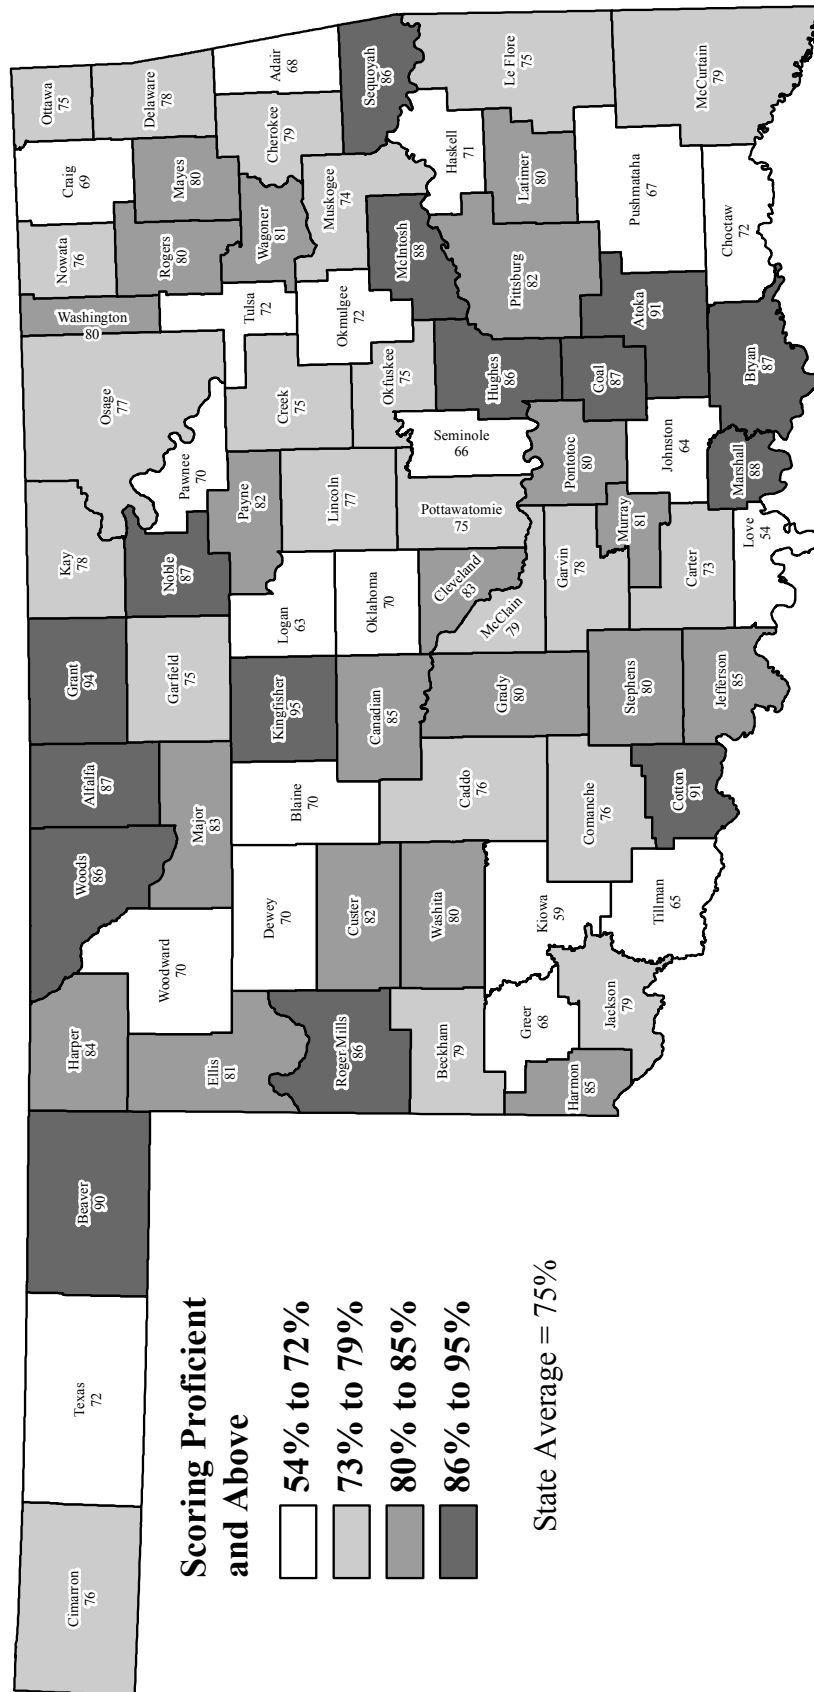 Cimarron
76
Texas
72
Beaver
90
Harper
84
Woods
86
Alfalfa
87
Grant
94
Kay
78
Osage
77
Washington
80
Nowata
76
Craig
69
Ottawa
75
Delaware
78
Mayes
80
Rogers
80
Ellis
81
Woodward
70
Major
83
Garfield
75
Noble
87
Pawnee
70
Payne
82
Tulsa
72
Wagoner
81
Cherokee
79
Adair
68
Sequoyah
86
Muskogee
74
Okmulgee
72
Creek
75
Lincoln
77
Logan
63
Kingfisher
95
Blaine
70
Dewey
70
Roger Mills
86
Custer
82
Canadian
85
Oklahoma
70
Okfuskee
75
McIntosh
88
Haskell
71
Le Flore
75
Latimer
80
Pittsburg
82
Hughes
86
Seminole
66
Pottawatomie
75
Cleveland
83
McClain
79
Grady
80
Caddo
76
Washita
80
Beckham
79
Greer
68
Kiowa
59
Harmon
85
Jackson
79
Tillman
65
Comanche
76
Cotton
91
Stephens
80
Jefferson
85
Garvin
78
Murray
81
Carter
73
Love
54
Pontotoc
80
Johnston
64
Marshall
88
Coal
87
Atoka
91
Bryan
87
Pushmataha
67
Choctaw
72
McCurtain
79
Scoring Proficient
and Above
54% to 72%
73% to 79%
80% to 85%
86% to 95%
State Average = 75%